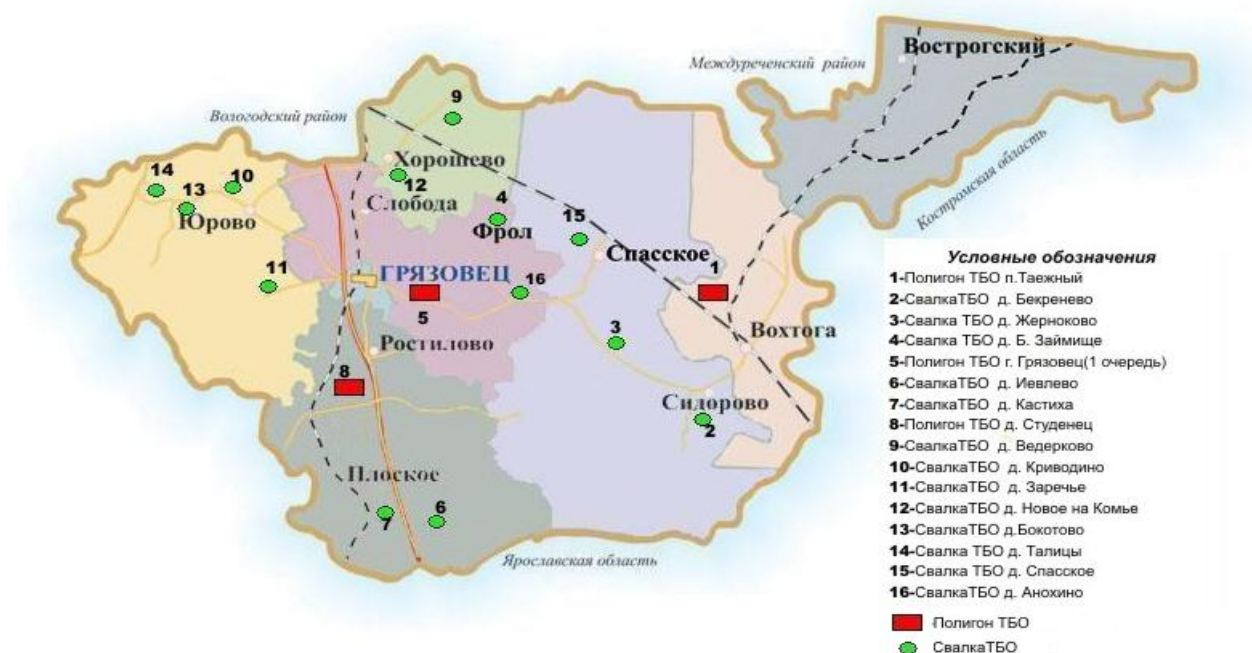 Вострогский
Междуреченский район
9
Вологодский район
Хорошево
14
13
10
12
4
Костромская область
Слобода
Юрово
Фрол
15
Спасское
11
ГРЯЗОВЕЦ
16
1
5
3
Вохтога
Ростилово
8
Сидорово
2
Плоское
7
6
Ярославская область
Условные обозначения
1-Полигон ТБО п.Таежный
2-СвалкаТБО д. Бекренево
3-Свалка ТБО д. Жерноково
4-Свалка ТБО д. Б. Займище
5-Полигон ТБО г. Грязовец(1 очередь)
6-СвалкаТБО д. Иевлево
7-СвалкаТБО д. Кастиха
8-Полигон ТБО д. Студенец
9-СвалкаТБО д. Ведерково
10-СвалкаТБО д. Криводино
11-СвалкаТБО д. Заречье
12-СвалкаТБО д. Новое на Комье
13-СвалкаТБО д.Бокотово
14-Свалка ТБО д. Талицы
15-Свалка ТБО д. Спасское
16-СвалкаТБО д. Анохино
Полигон ТБО
СвалкаТБО